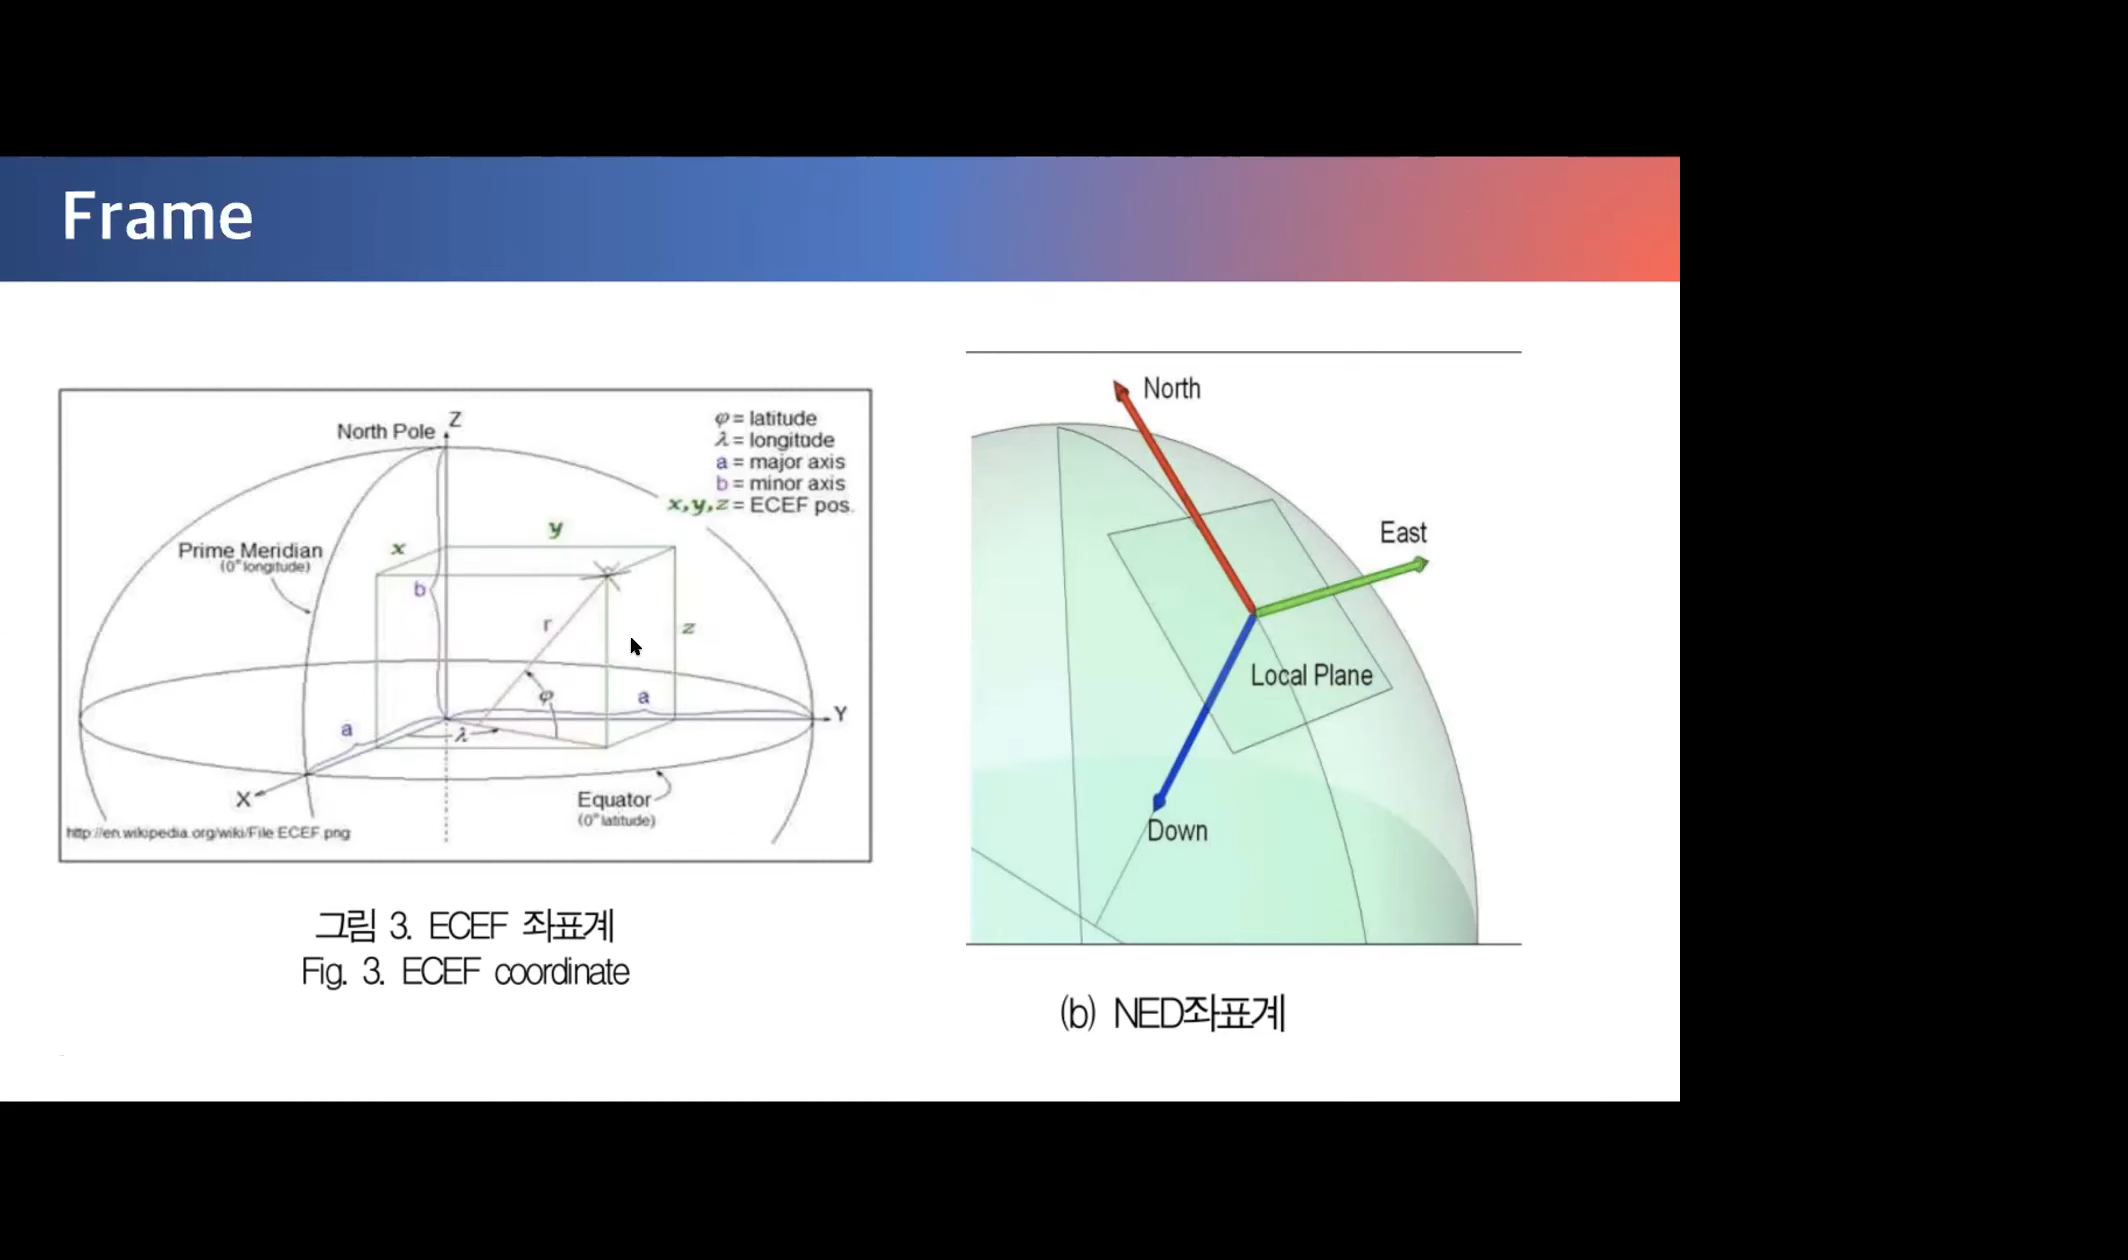 Frame
North Pole
Z
φ = latitude
λ = longitude
a = major axis
b = minor axis
x,y,z = ECEF pos.
Prime Meridian
(0° longitude)
x
y
b
r
z
φ
a
a
λ
Y
X
Equator
(0° latitude)
http://en.wikipedia.org/wiki/File:ECEF.png
그림 3. ECEF 좌표계
Fig. 3. ECEF coordinate
North
East
Local Plane
Down
(b) NED좌표계